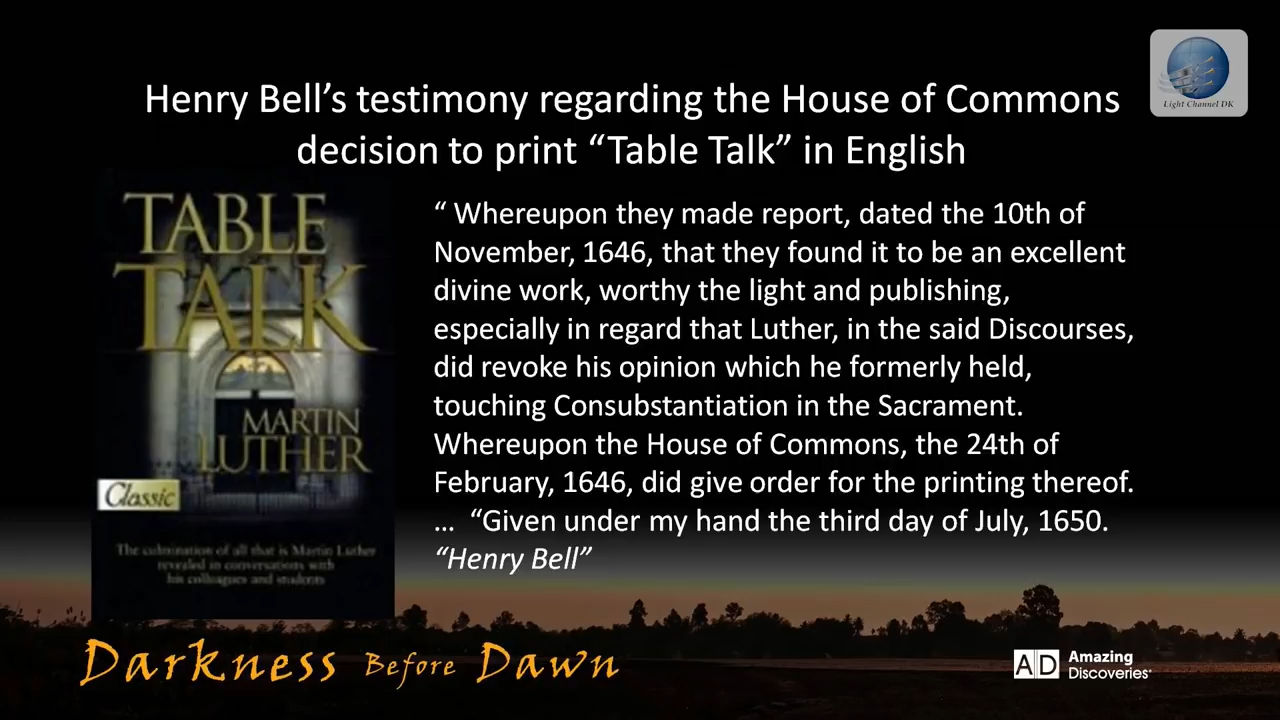 Light Channel DK
Henry Bell’s testimony regarding the House of Commons
decision to print “Table Talk” in English
TABLE
TALK
MARTIN
LUTHER
Classic
The culmination of all that is Martin Luther
revealed in conversations with
his colleagues and students
“ Whereupon they made report, dated the 10th of
November, 1646, that they found it to be an excellent
divine work, worthy the light and publishing,
especially in regard that Luther, in the said Discourses,
did revoke his opinion which he formerly held,
touching Consubstantiation in the Sacrament.
Whereupon the House of Commons, the 24th of
February, 1646, did give order for the printing thereof.
… “Given under my hand the third day of July, 1650.
“Henry Bell”
Darkness Before Dawn
AD Amazing
Discoveries